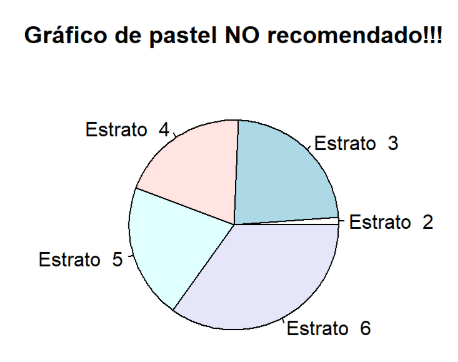 Gráfico de pastel NO recomendado!!!
Estrato 4
Estrato 3
Estrato 2
Estrato 5
Estrato 6